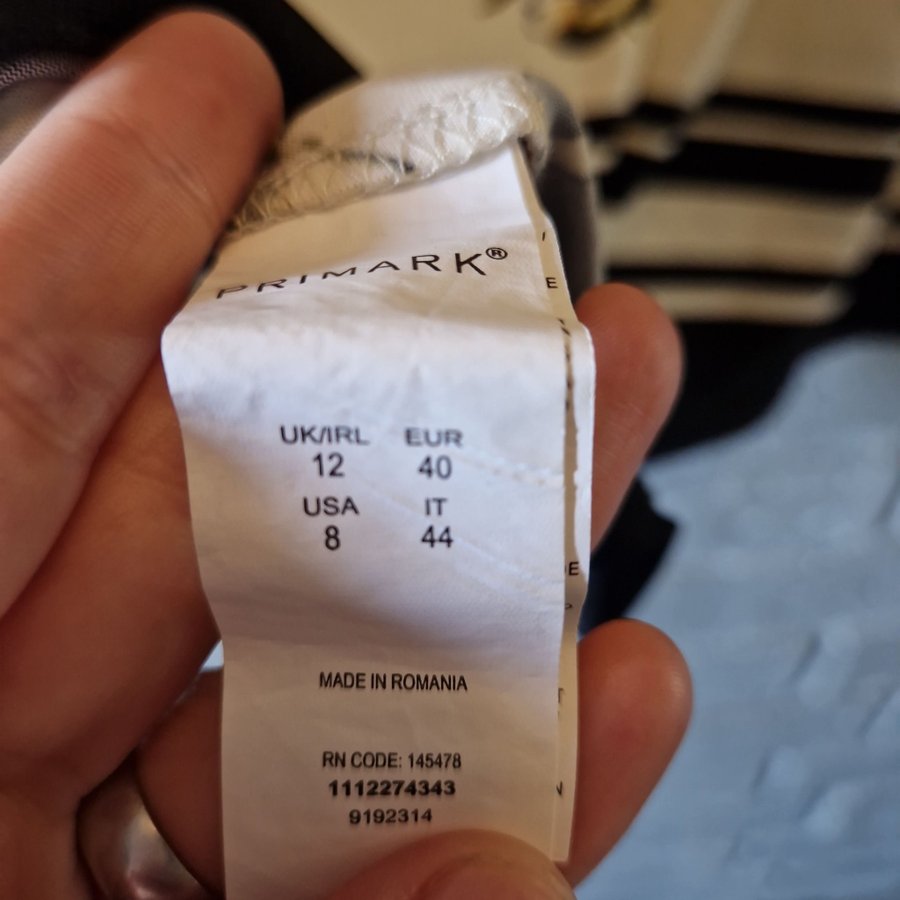 PRIMARK®
UK/IRL EUR
12 40
USA IT
8 44
MADE IN ROMANIA
RN CODE: 145478
1112274343
9192314